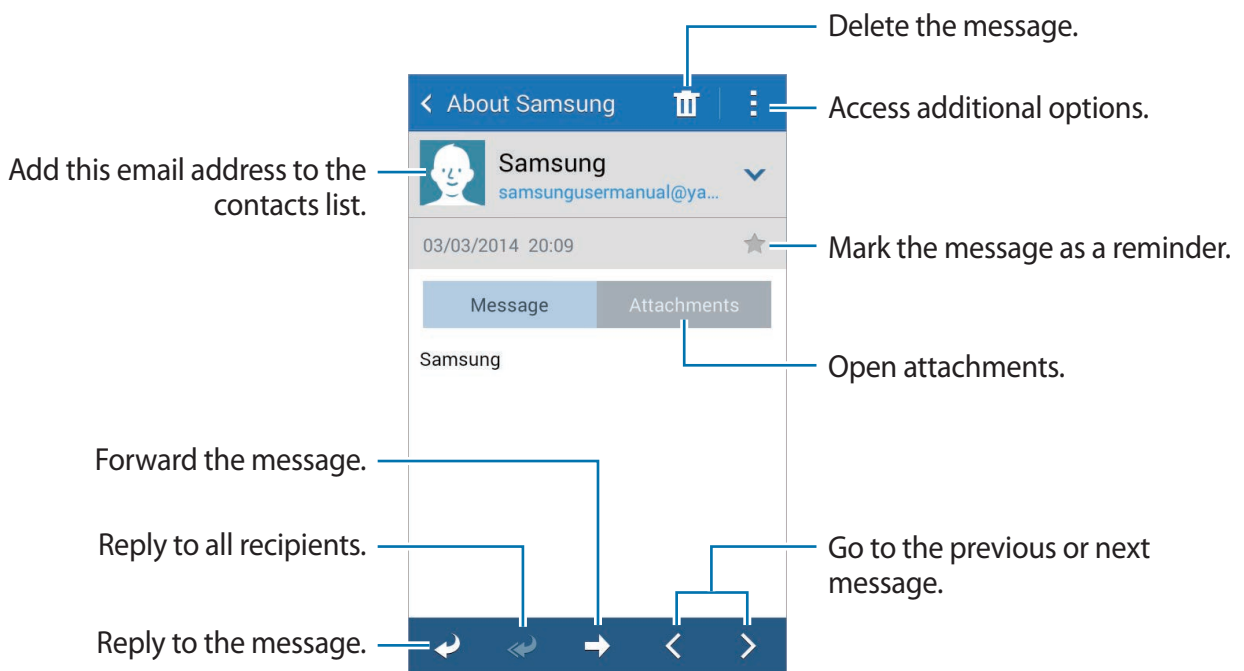 Delete the message.
About Samsung
Access additional options.
Add this email address to the
contacts list.
Samsung
samsungusermanual@ya...
03/03/2014 20:09
Mark the message as a reminder.
Message
Attachments
Samsung
Open attachments.
Forward the message.
Reply to all recipients.
Go to the previous or next
message.
Reply to the message.